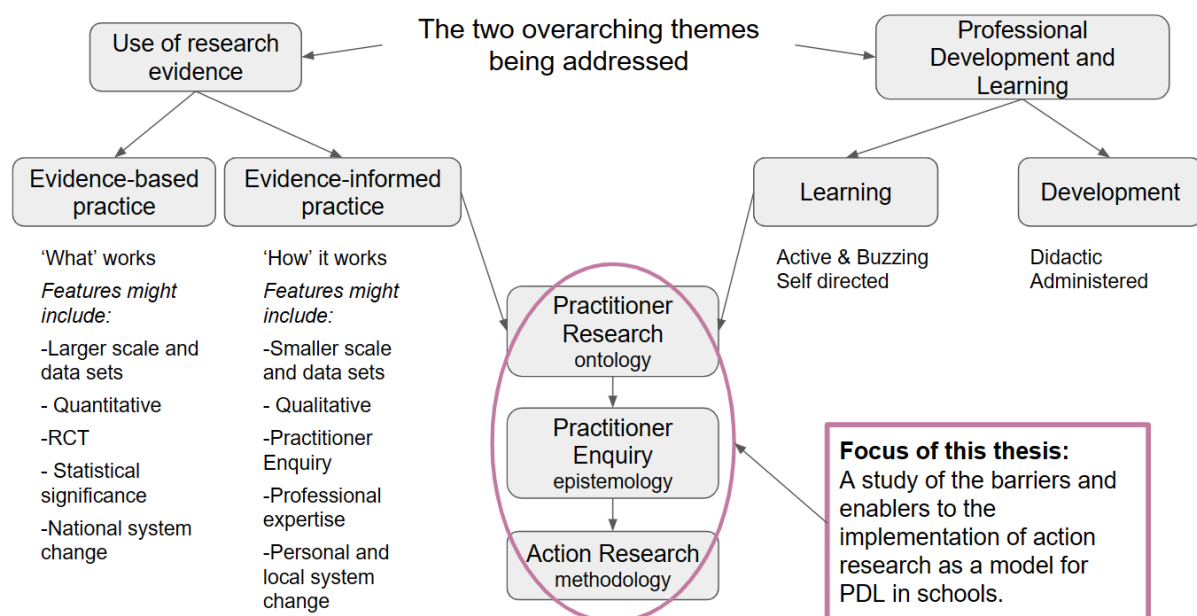 The two overarching themes
being addressed
Use of research
evidence
Professional
Development and
Learning
Evidence-based
practice
Evidence-informed
practice
Learning
Development
‘What’ works
Features might
include:
-Larger scale and
data sets
- Quantitative
-RCT
- Statistical
significance
-National system
change
‘How’ it works
Features might
include:
-Smaller scale
and data sets
- Qualitative
-Practitioner
Enquiry
-Professional
expertise
-Personal and
local system
change
Active & Buzzing
Self directed
Didactic
Administered
Practitioner
Research
ontology
Practitioner
Enquiry
epistemology
Action Research
methodology
Focus of this thesis:
A study of the barriers and
enablers to the
implementation of action
research as a model for
PDL in schools.